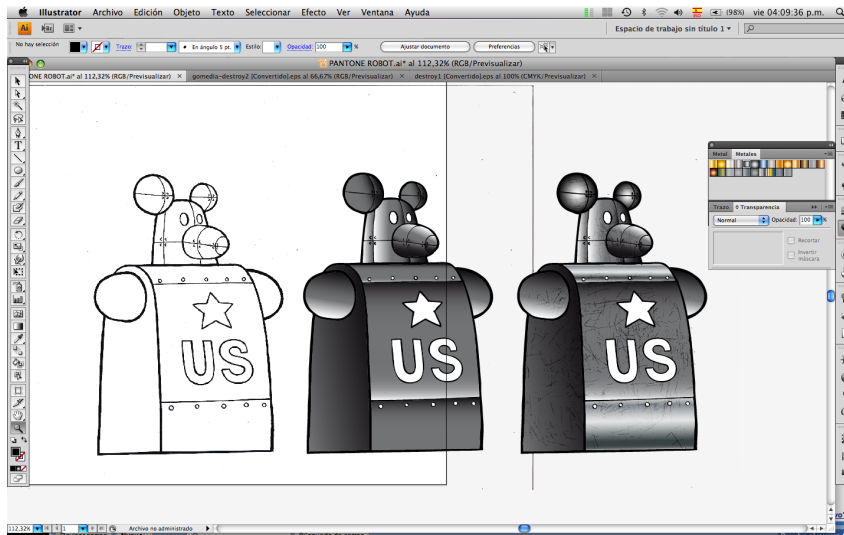 Illustrator Archivo Edición Objeto Texto Seleccionar Efecto Ver Ventana Ayuda (98%) vie 04:09:36 p.m.
Ai Br Espacio de trabajo sin título 1
No hay selección Trazo: En ángulo 5 pt. Estilo: Opacidad: 100 % Ajustar documento Preferencias
PANTONE ROBOT.ai* al 112,32% (RGB/Previsualizar)
ONE ROBOT.ai* al 112,32% (RGB/Previsualizar) × gomedia-destroy2 [Convertido].eps al 66,67% (RGB/Previsualizar) × destroy1 [Convertido].eps al 100% (CMYK/Previsualizar) ×
Metal Metales
Trazo Transparencia
Normal Opacidad: 100 %
Recortar
Invertir
máscara
US
US
US
112,32% 1 Archivo no administrado